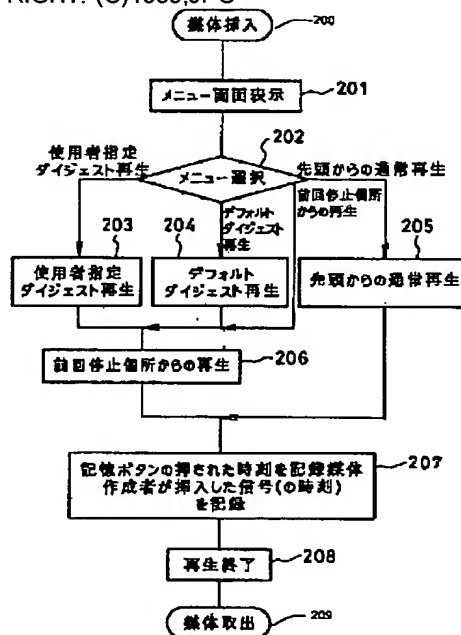 RIGHT: (C)1999,JPO
媒体挿入
200
メニュー画面表示
201
202
使用者指定
ダイジェスト再生
メニュー選択
先頭からの通常再生
前回停止個所
からの再生
デフォルト
ダイジェスト
再生
203
204
205
使用者指定
ダイジェスト再生
デフォルト
ダイジェスト再生
先頭からの通常再生
前回停止個所からの再生
206
記憶ボタンの押された時刻を記録媒体
作成者が挿入した信号(の時刻)
を記録
207
208
再生終了
媒体取出
209